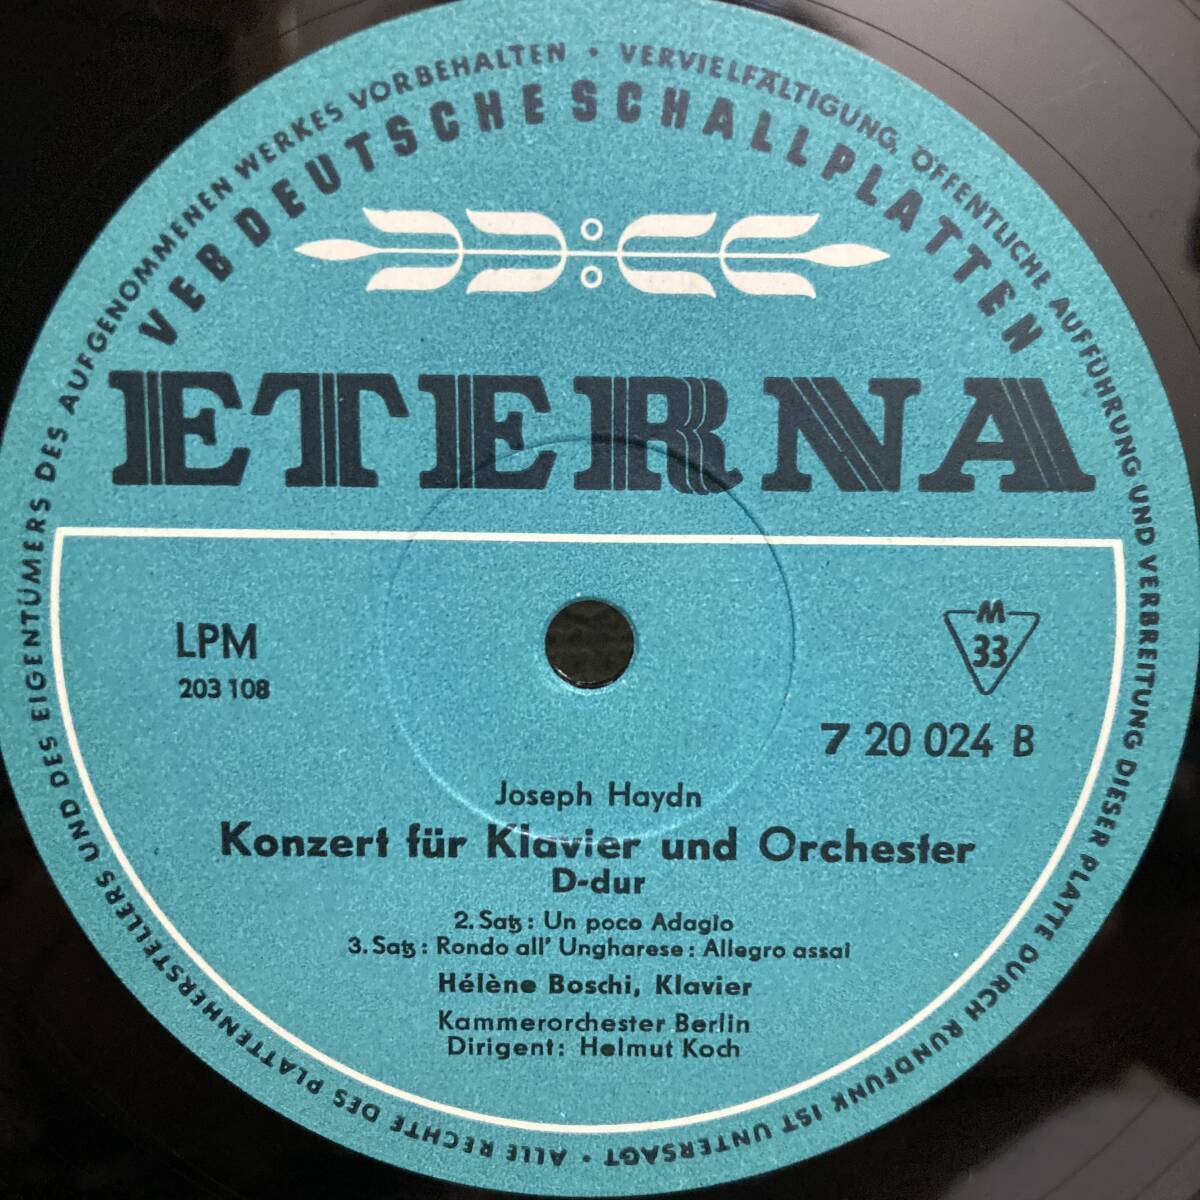 ALLE RECHTE DES PLATTENHERSTELLERS UND DES EIGENTÜMERS DES AUFGENOMMENEN WERKES VORBEHALTEN · VERVIELFÄLTIGUNG, ÖFFENTLICHE AUFFÜHRUNG UND VERBREITUNG DIESER PLATTE DURCH RUNDFUNK IST UNTERSAGT ·
VEB DEUTSCHE SCHALLPLATTEN
ETERNA
LPM
203 108
M
33
7 20 024 B
Joseph Haydn
Konzert für Klavier und Orchester
D-dur
2. Satz: Un poco Adagio
3. Satz: Rondo all' Ungharese: Allegro assai
Hélène Boschi, Klavier
Kammerorchester Berlin
Dirigent: Helmut Koch